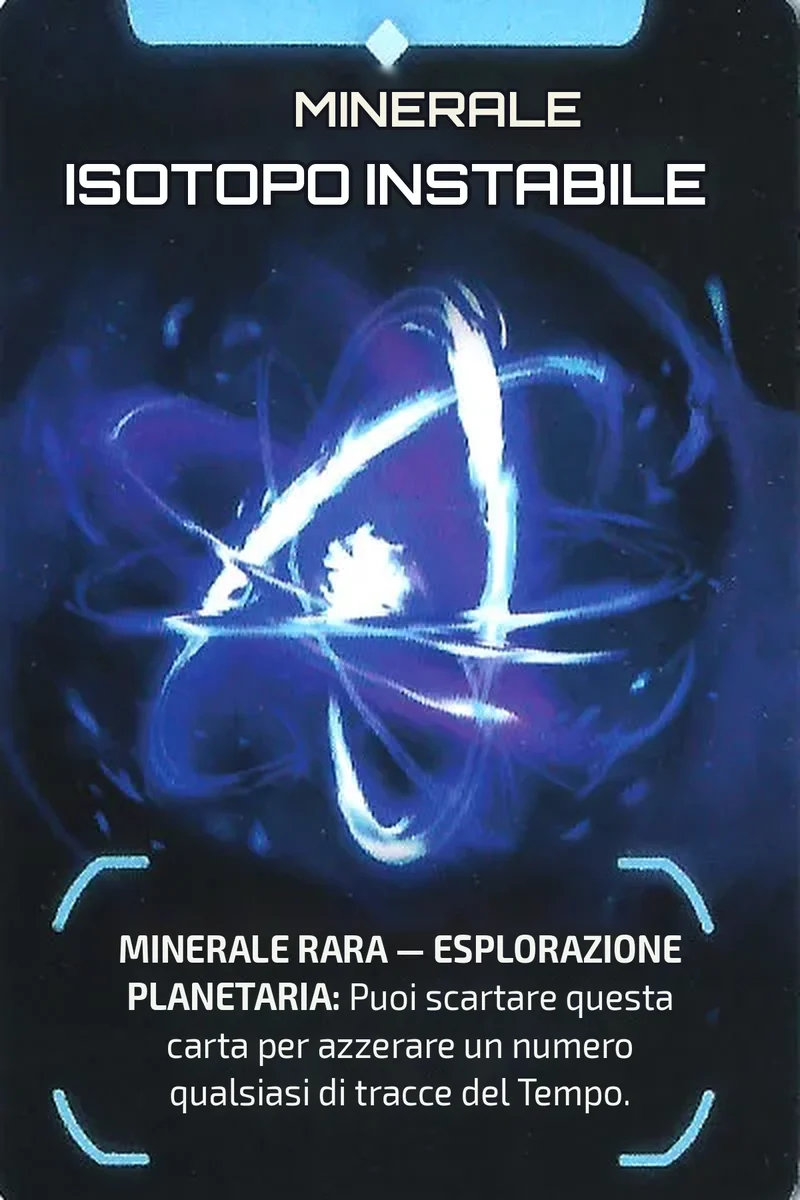 MINERALE
ISOTOPO INSTABILE
MINERALE RARA — ESPLORAZIONE
PLANETARIA: Puoi scartare questa
carta per azzerare un numero
qualsiasi di tracce del Tempo.